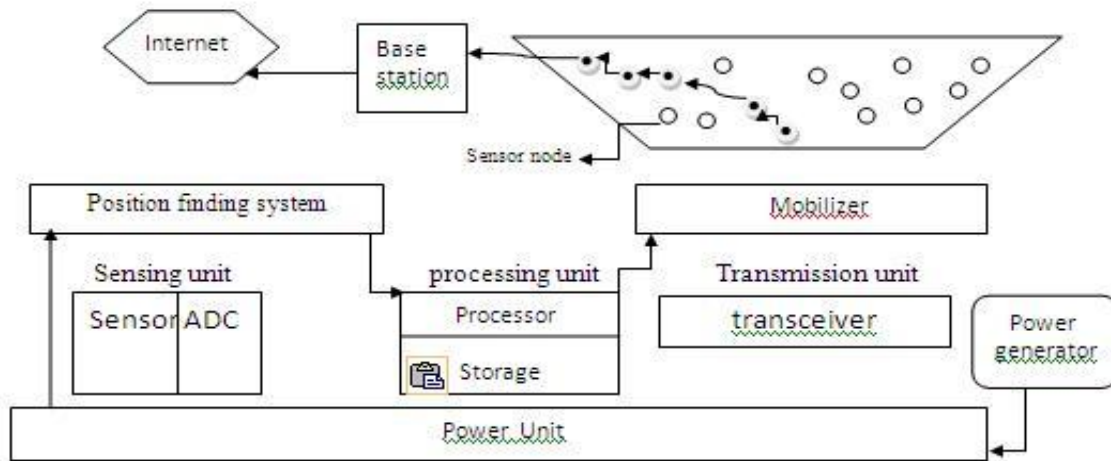 Internet
Base
station
Sensor node
Position finding system
Mobilizer
Sensing unit
processing unit
Transmission unit
Sensor ADC
Processor
Storage
transceiver
Power
generator
Power Unit